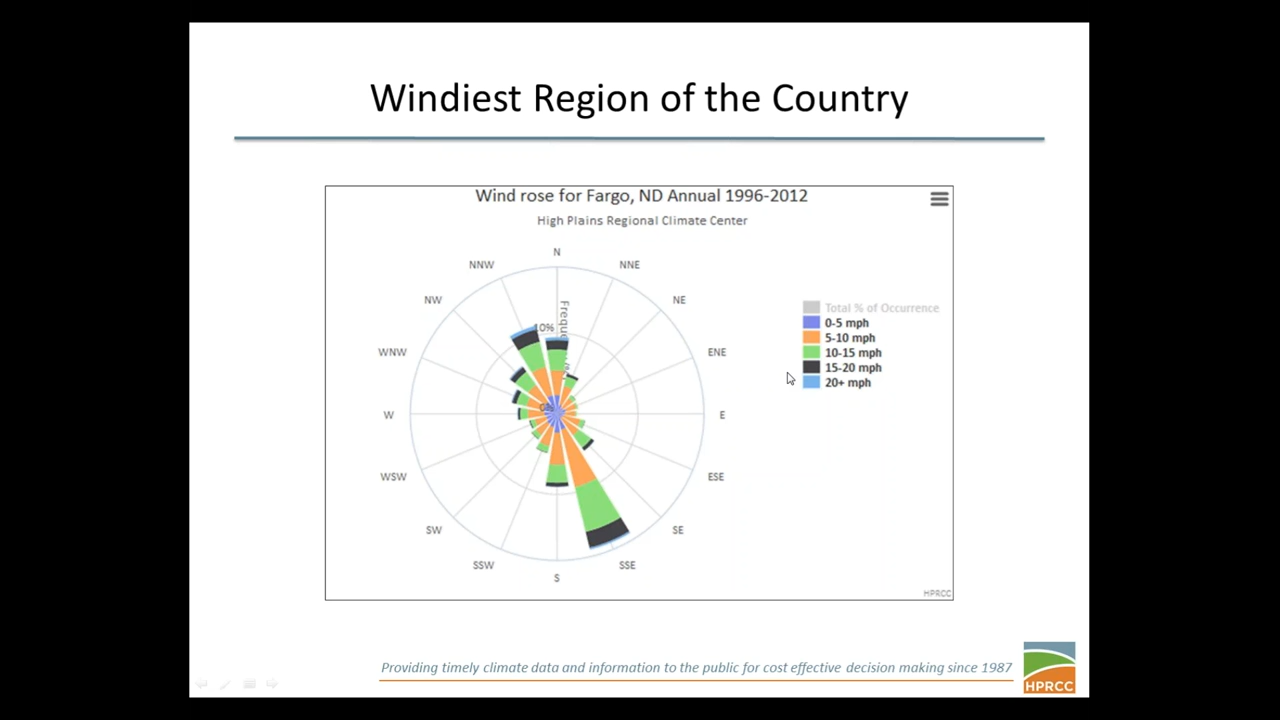 Windiest Region of the Country
Wind rose for Fargo, ND Annual 1996-2012
High Plains Regional Climate Center
N
NNW
NNE
NW
NE
10%
WNW
ENE
0%
W
E
WSW
ESE
SW
SE
SSW
SSE
S
Total % of Occurrence
0-5 mph
5-10 mph
10-15 mph
15-20 mph
20+ mph
HPRCC
Providing timely climate data and information to the public for cost effective decision making since 1987
HPRCC